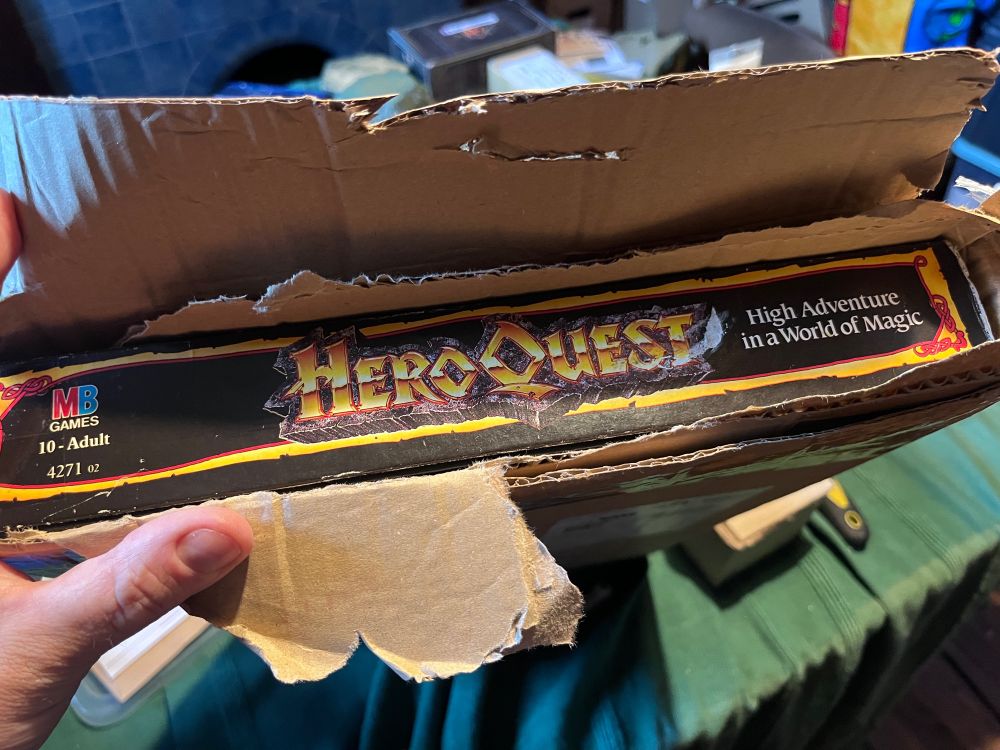 MB
GAMES
10 - Adult
4271 02
HEROQUEST
High Adventure
in a World of Magic